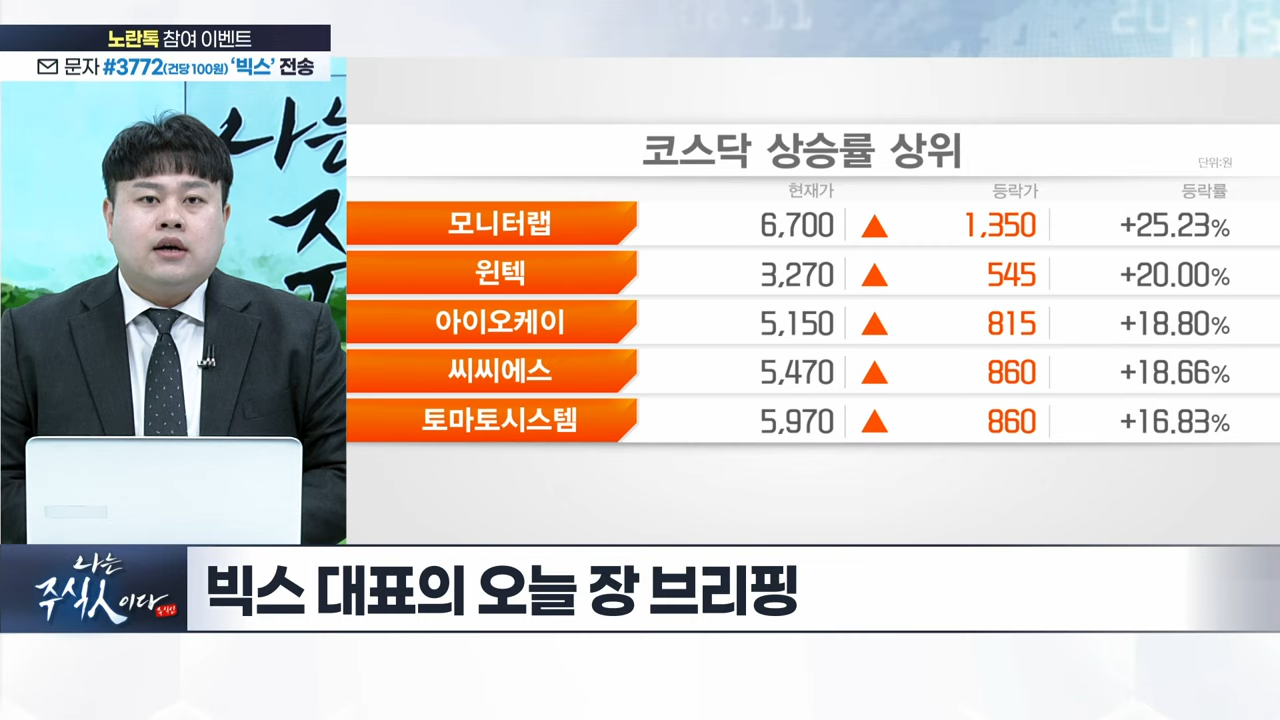 노란톡 참여 이벤트
문자 #3772(건당 100원) ‘빅스’ 전송
나는
주
코스닥 상승률 상위
단위:원
현재가 등락가 등락률
모니터랩 6,700 ▲ 1,350 +25.23%
윈텍 3,270 ▲ 545 +20.00%
아이오케이 5,150 ▲ 815 +18.80%
씨씨에스 5,470 ▲ 860 +18.66%
토마토시스템 5,970 ▲ 860 +16.83%
나는
주식人이다
빅스 대표의 오늘 장 브리핑